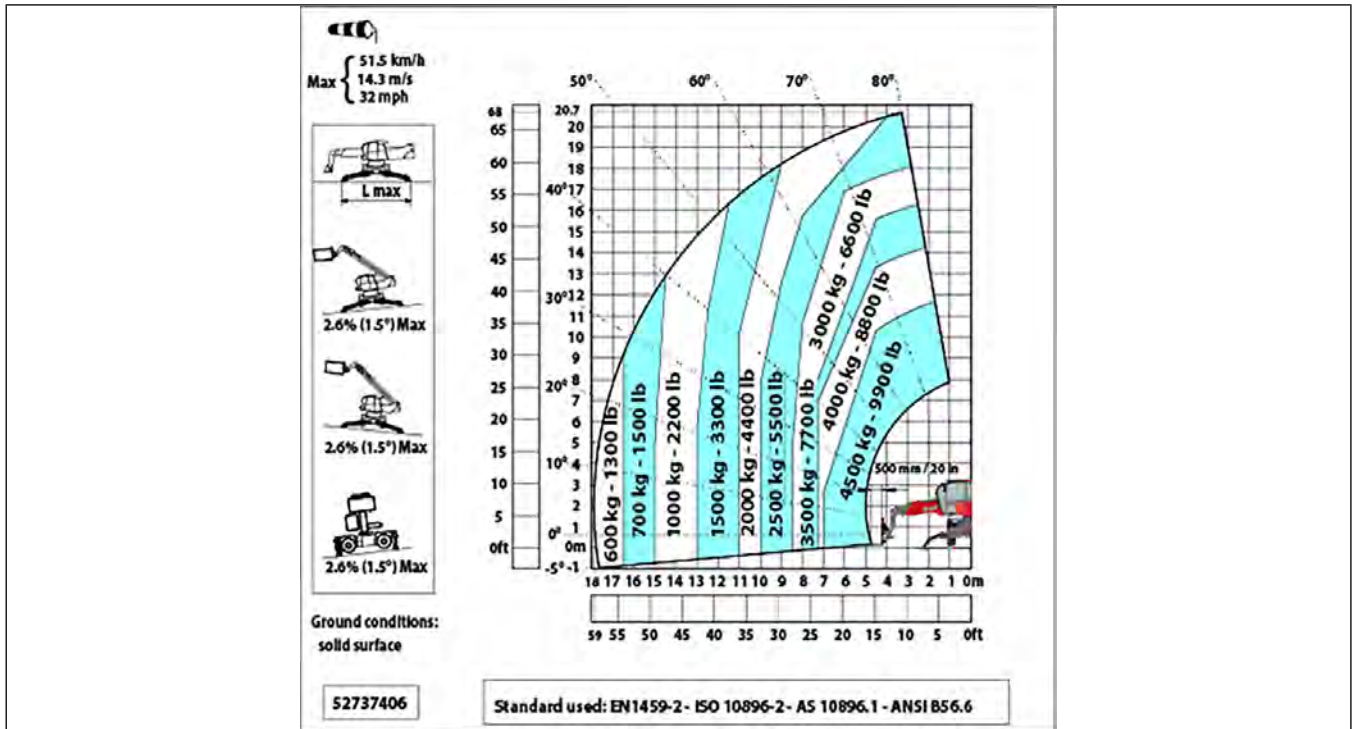 51.5 km/h
Max { 14.3 m/s
32 mph
L max
2.6% (1.5°) Max
2.6% (1.5°) Max
2.6% (1.5°) Max
Ground conditions:
solid surface
52737406
50° 60° 70° 80°
40°
30°
20°
10°
0°
-5°
68
65
60
55
50
45
40
35
30
25
20
15
10
5
0ft
20.7
20
19
18
17
16
15
14
13
12
11
10
9
8
7
6
5
4
3
2
1
0m
-1
600 kg - 1300 lb
700 kg - 1500 lb
1000 kg - 2200 lb
1500 kg - 3300 lb
2000 kg - 4400 lb
2500 kg - 5500 lb
3000 kg - 6600 lb
3500 kg - 7700 lb
4000 kg - 8800 lb
4500 kg - 9900 lb
500 mm / 20 in
18 17 16 15 14 13 12 11 10 9 8 7 6 5 4 3 2 1 0m
59 55 50 45 40 35 30 25 20 15 10 5 0ft
Standard used: EN1459-2 - ISO 10896-2 - AS 10896.1 - ANSI B56.6